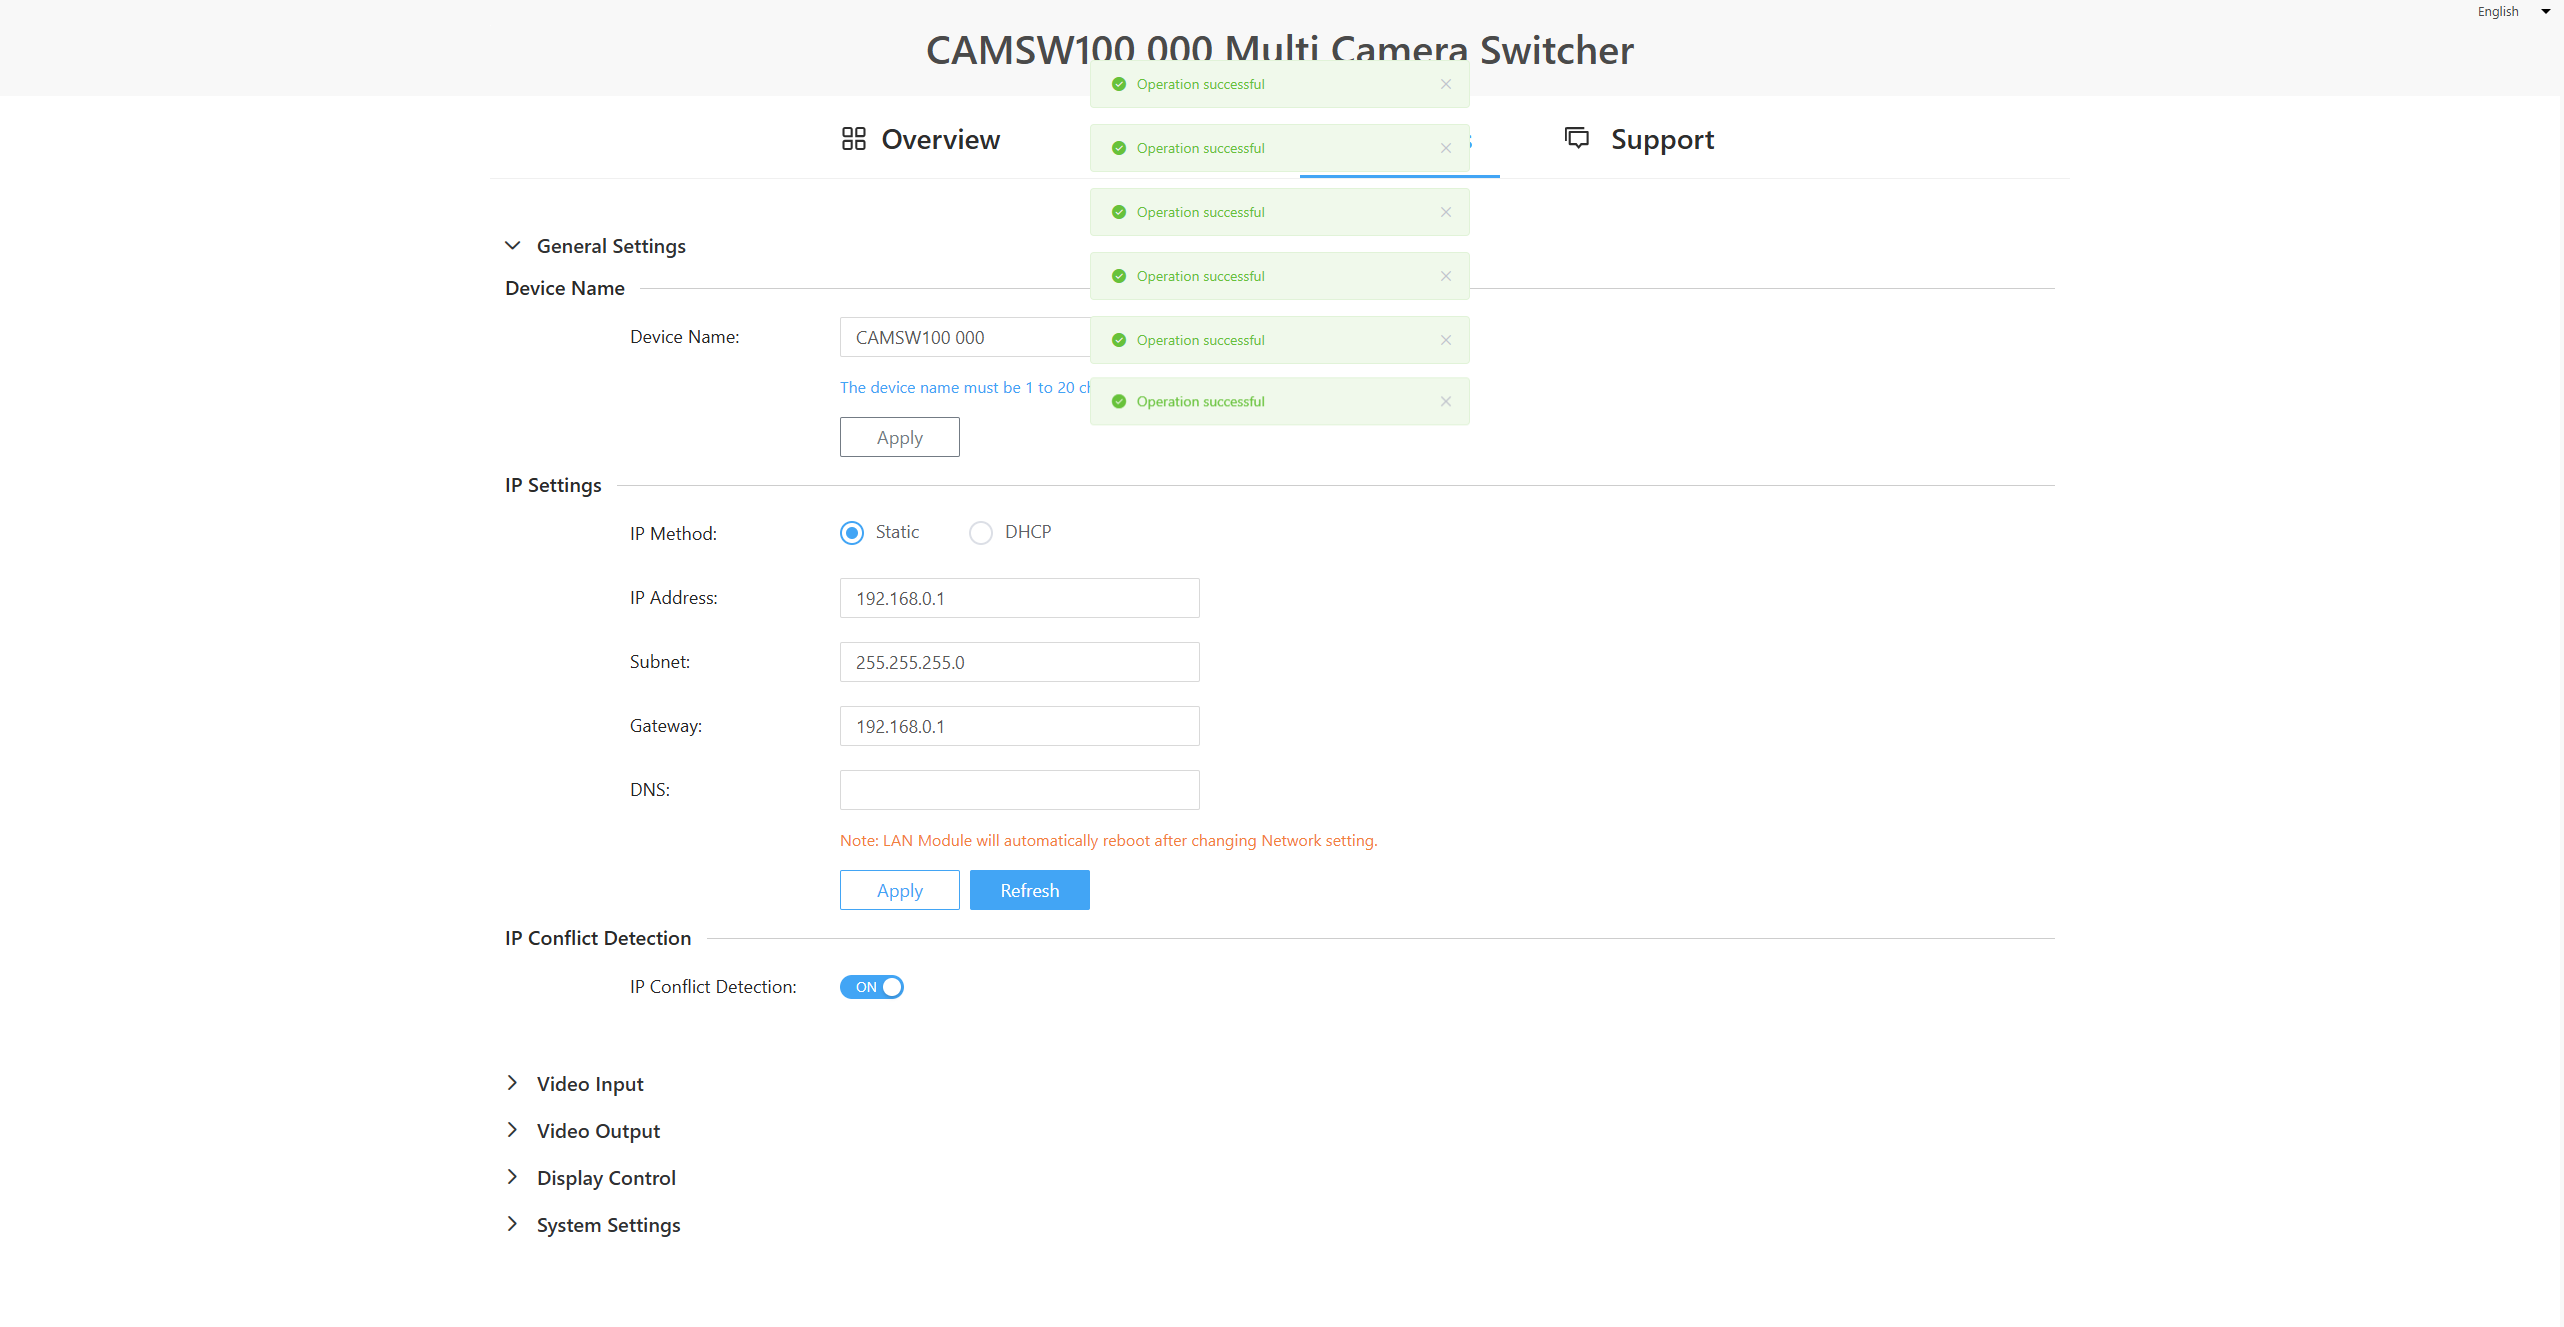 English
CAMSW100 000 Multi Camera Switcher
Operation successful
Overview
Operation successful
Support
Operation successful
General Settings
Operation successful
Device Name
Device Name:
CAMSW100 000
Operation successful
The device name must be 1 to 20
Operation successful
Apply
IP Settings
IP Method:
Static
DHCP
IP Address:
192.168.0.1
Subnet:
255.255.255.0
Gateway:
192.168.0.1
DNS:
Note: LAN Module will automatically reboot after changing Network setting.
Apply
Refresh
IP Conflict Detection
IP Conflict Detection:
ON
Video Input
Video Output
Display Control
System Settings